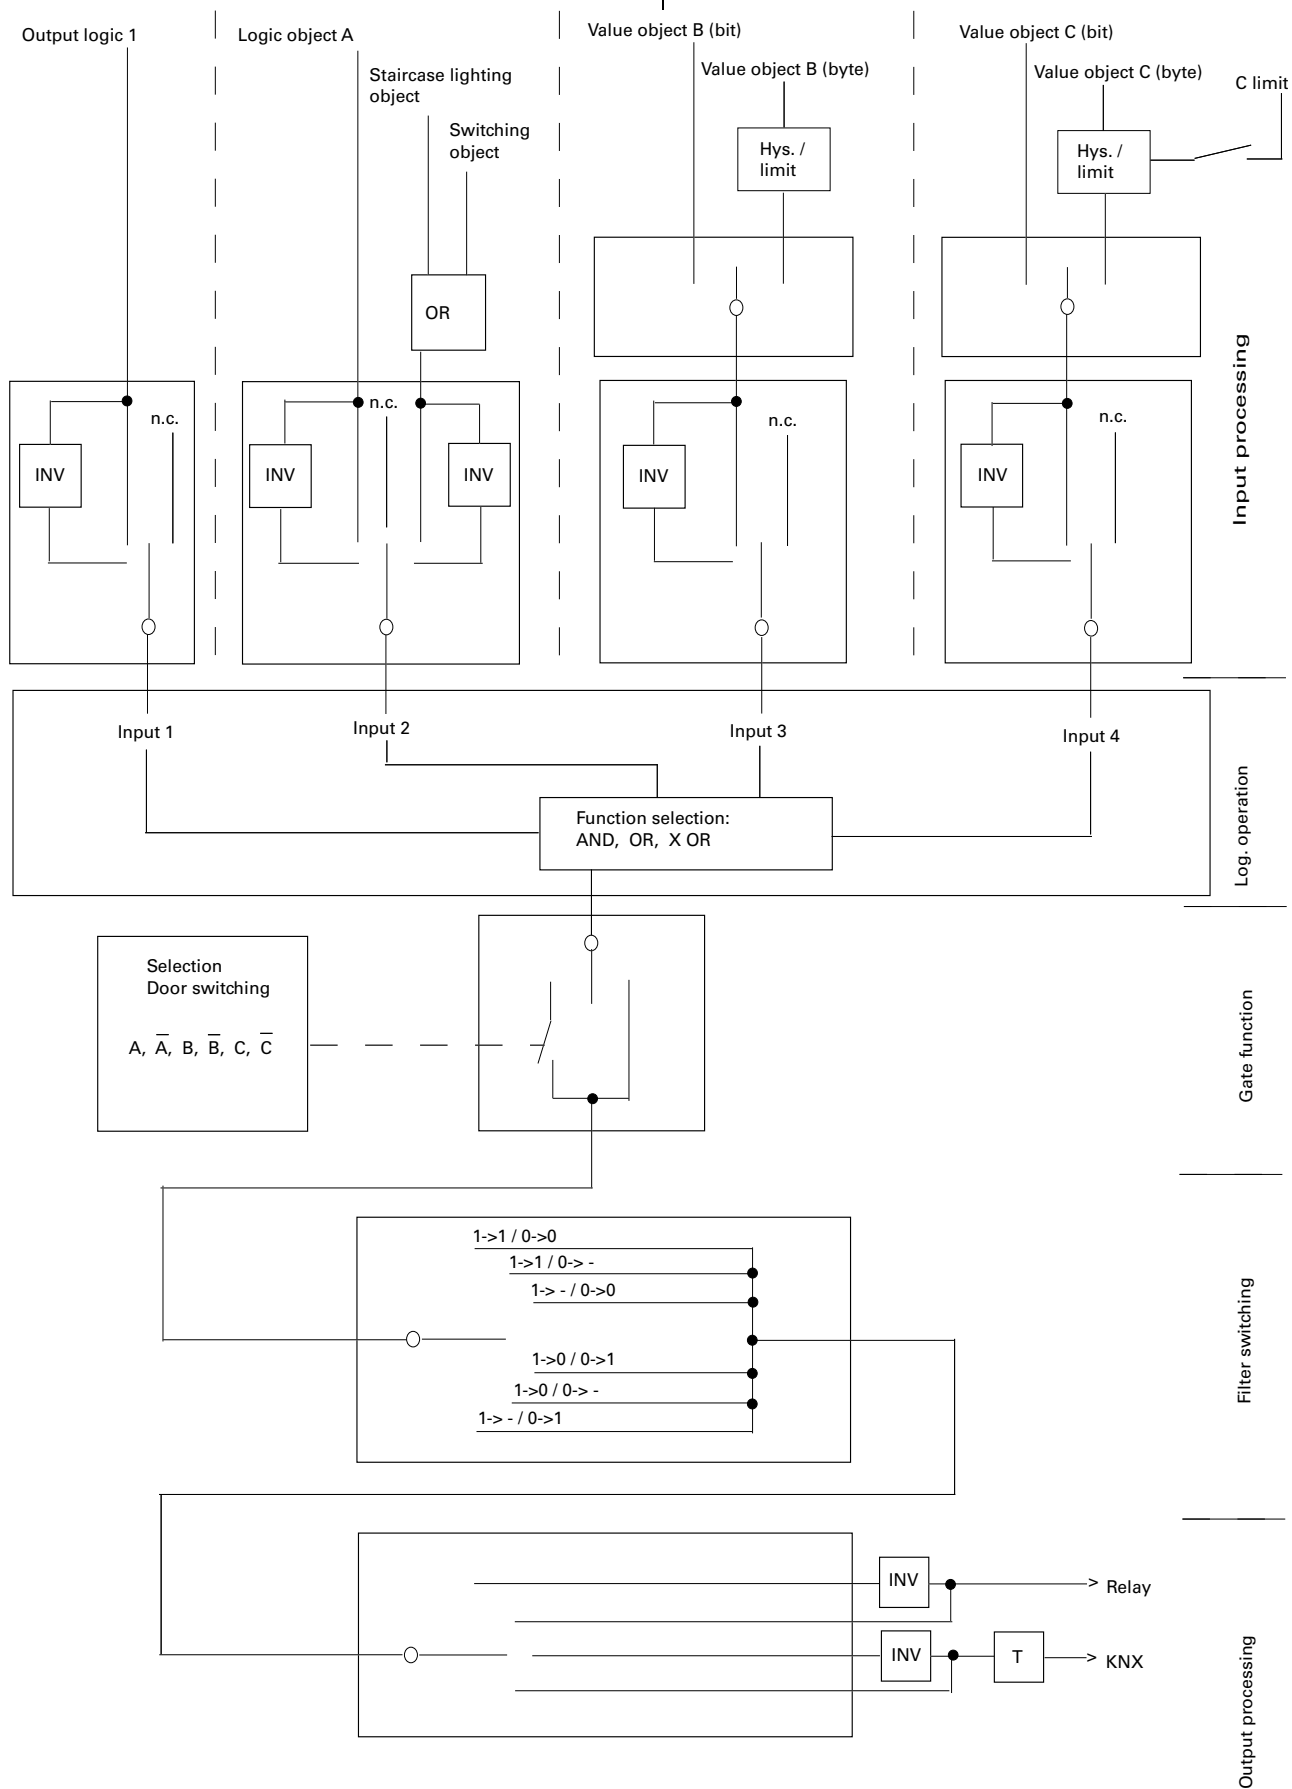 Output logic 1
Logic object A
Value object B (bit)
Value object C (bit)
Staircase lighting
object
Value object B (byte)
Value object C (byte)
C limit
Switching
object
Hys. /
limit
Hys. /
limit
OR
Input processing
n.c.
n.c.
n.c.
n.c.
INV
INV
INV
INV
INV
Input 1
Input 2
Input 3
Input 4
Function selection:
AND, OR, X OR
Log. operation
Selection
Door switching
A, A̅, B, B̅, C, C̅
Gate function
1->1 / 0->0
1->1 / 0-> -
1-> - / 0->0
1->0 / 0->1
1->0 / 0-> -
1-> - / 0->1
Filter switching
INV
> Relay
INV
T
> KNX
Output processing